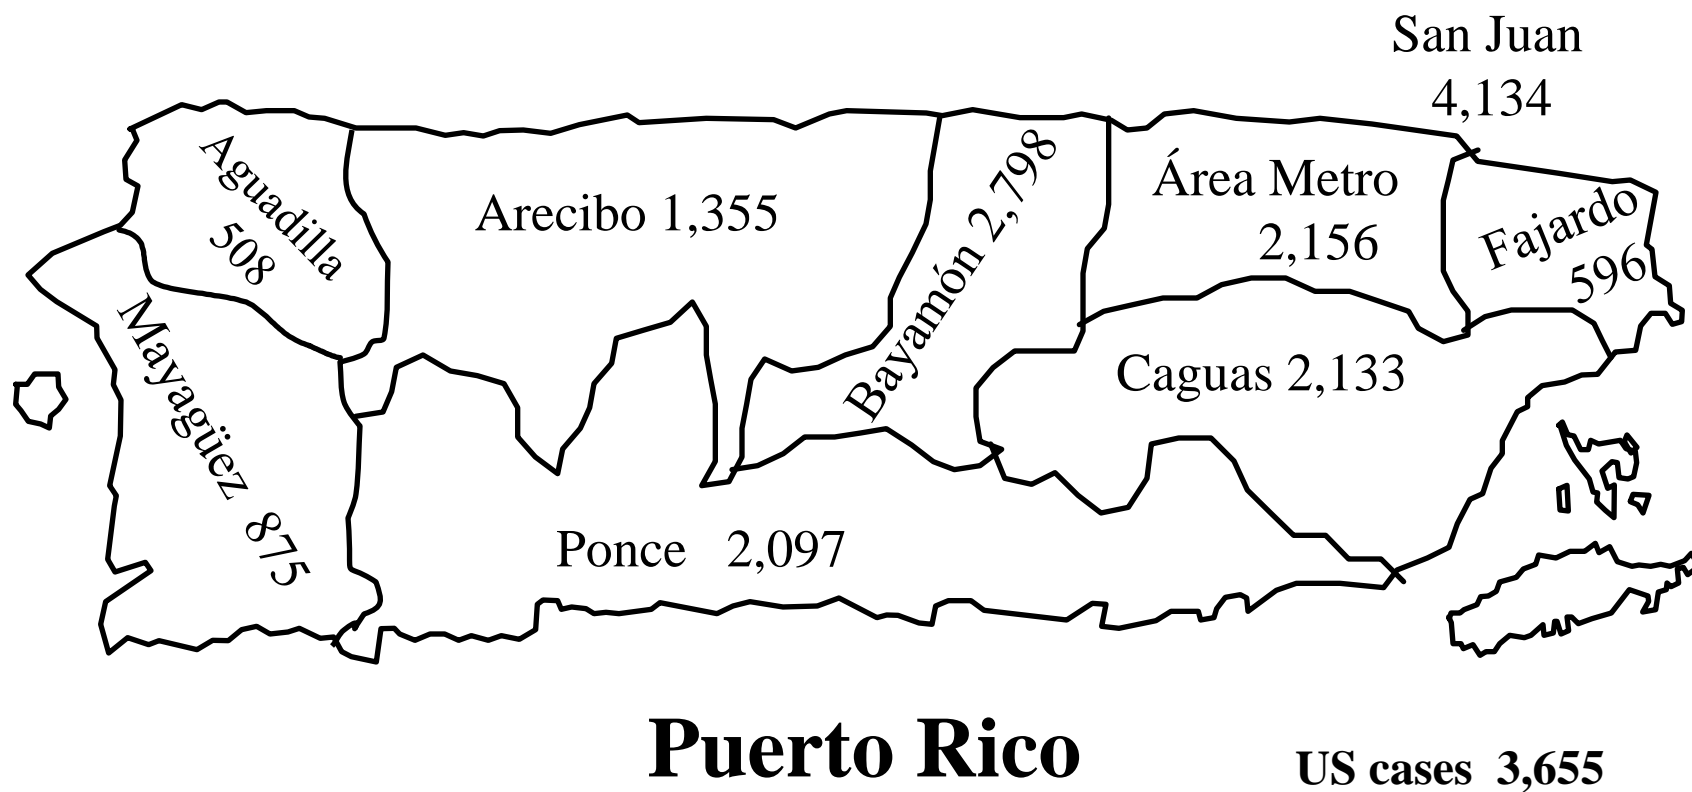 San Juan
4,134
Aguadilla
508
Arecibo 1,355
Bayamón 2,798
Área Metro
2,156
Fajardo
596
Mayagüez 875
Caguas 2,133
Ponce 2,097
Puerto Rico
US cases 3,655